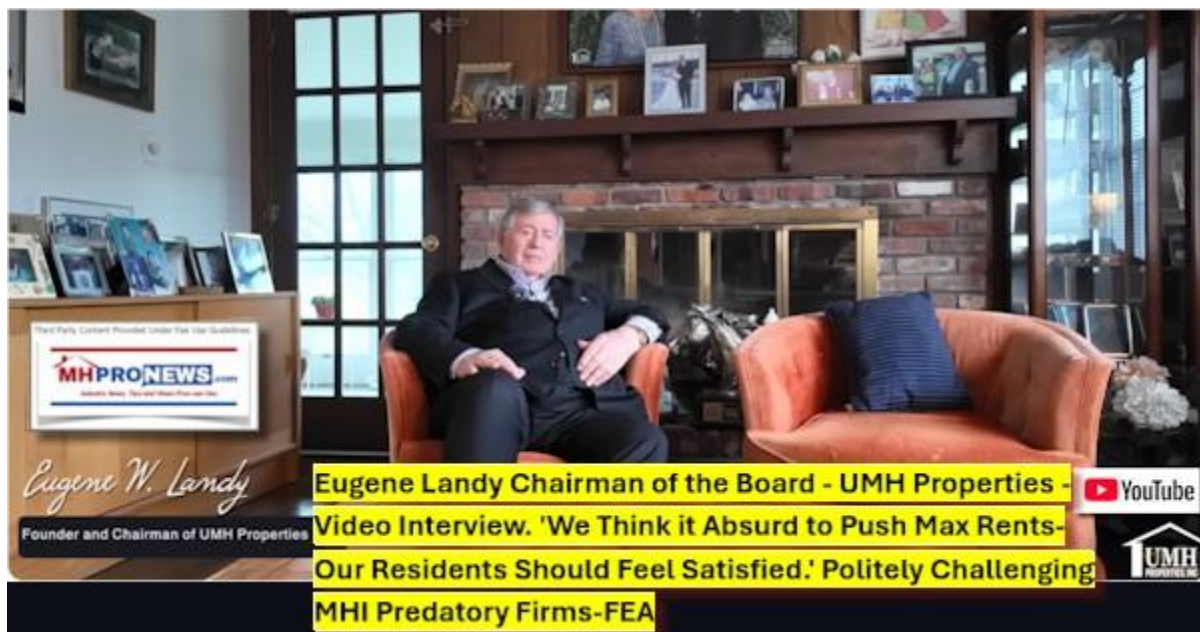 Third Party Content Provided Under Fair Use Guidelines.
MHPRONEWS.com
Industry News, Tips and Views Pros can Use
Eugene W. Landy
Founder and Chairman of UMH Properties
Eugene Landy Chairman of the Board - UMH Properties -
Video Interview. 'We Think it Absurd to Push Max Rents-
Our Residents Should Feel Satisfied.' Politely Challenging
MHI Predatory Firms-FEA
YouTube
UMH
PROPERTIES, INC